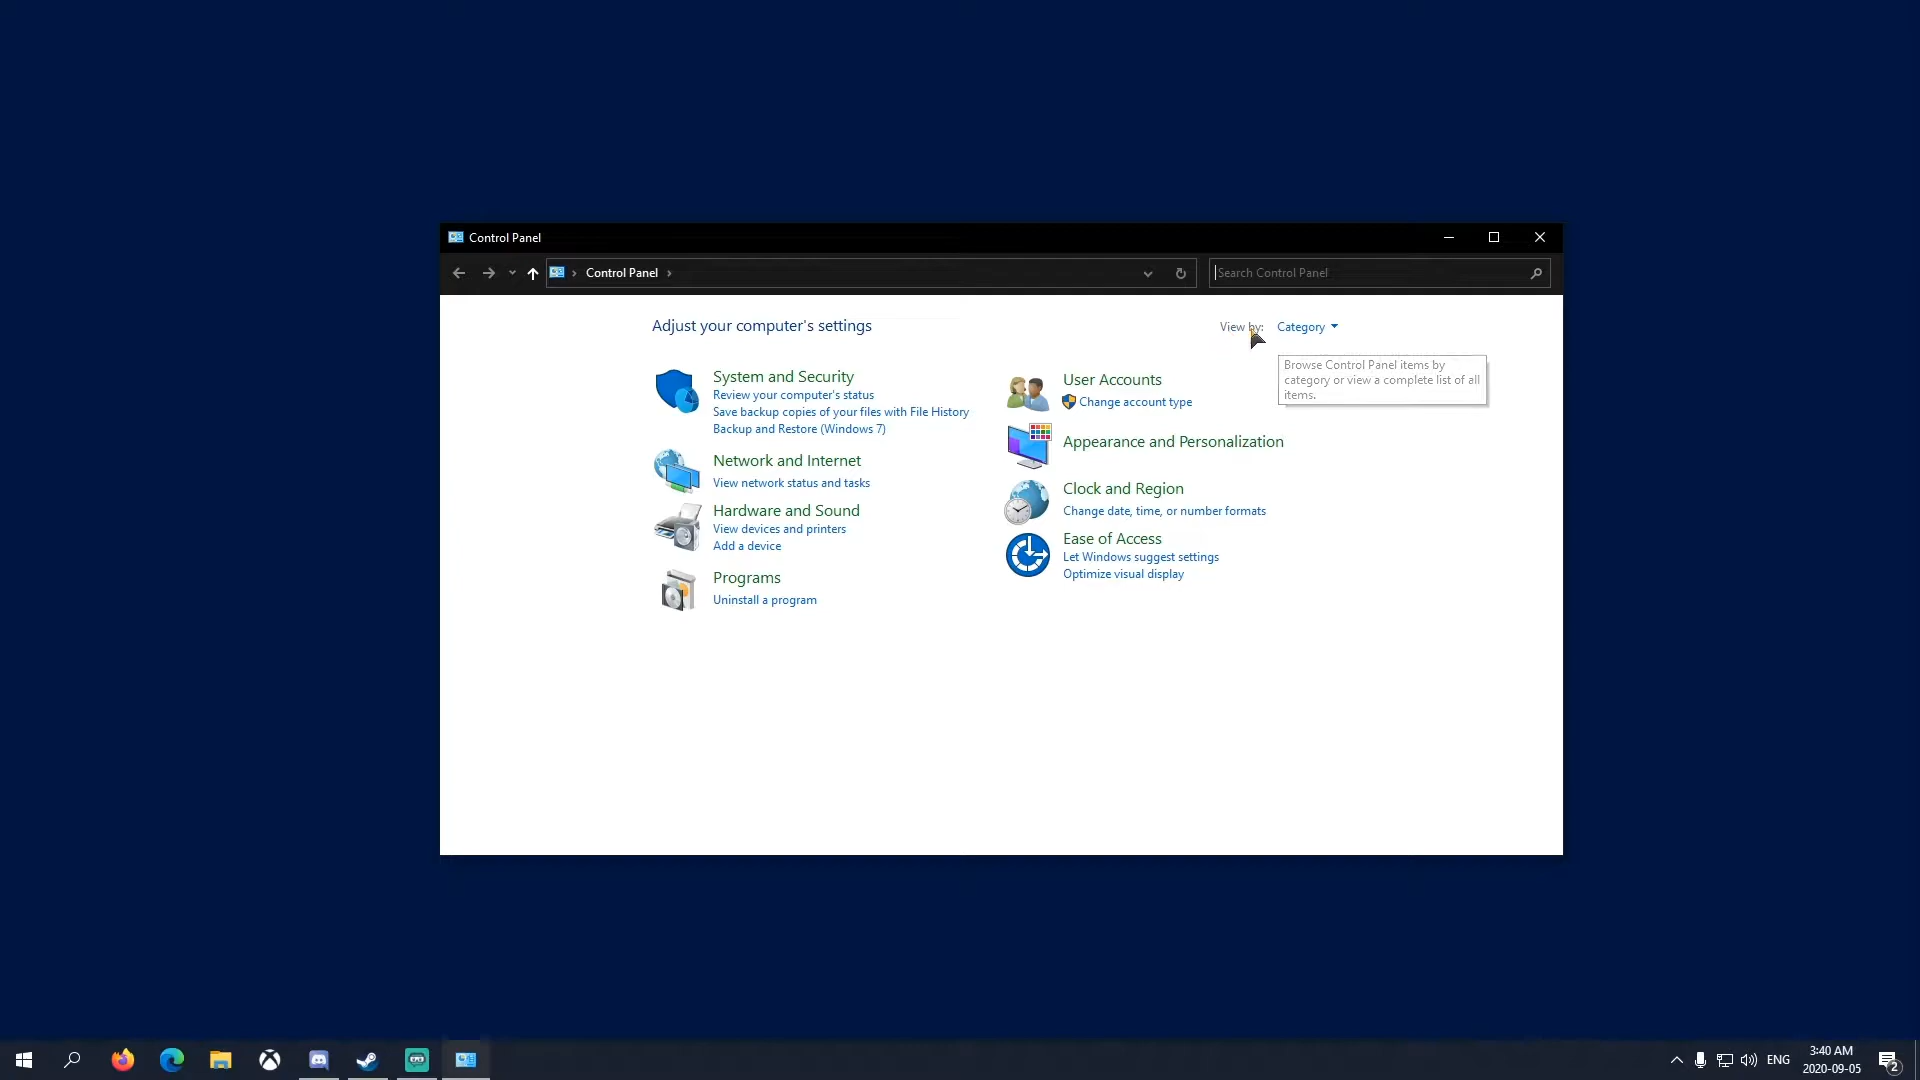 Control Panel
Control Panel
Search Control Panel
Adjust your computer's settings
View by:
Category
Browse Control Panel items by
category or view a complete list of all
items.
System and Security
Review your computer's status
Save backup copies of your files with File History
Backup and Restore (Windows 7)
Network and Internet
View network status and tasks
Hardware and Sound
View devices and printers
Add a device
Programs
Uninstall a program
User Accounts
Change account type
Appearance and Personalization
Clock and Region
Change date, time, or number formats
Ease of Access
Let Windows suggest settings
Optimize visual display
ENG
3:40 AM
2020-09-05
2